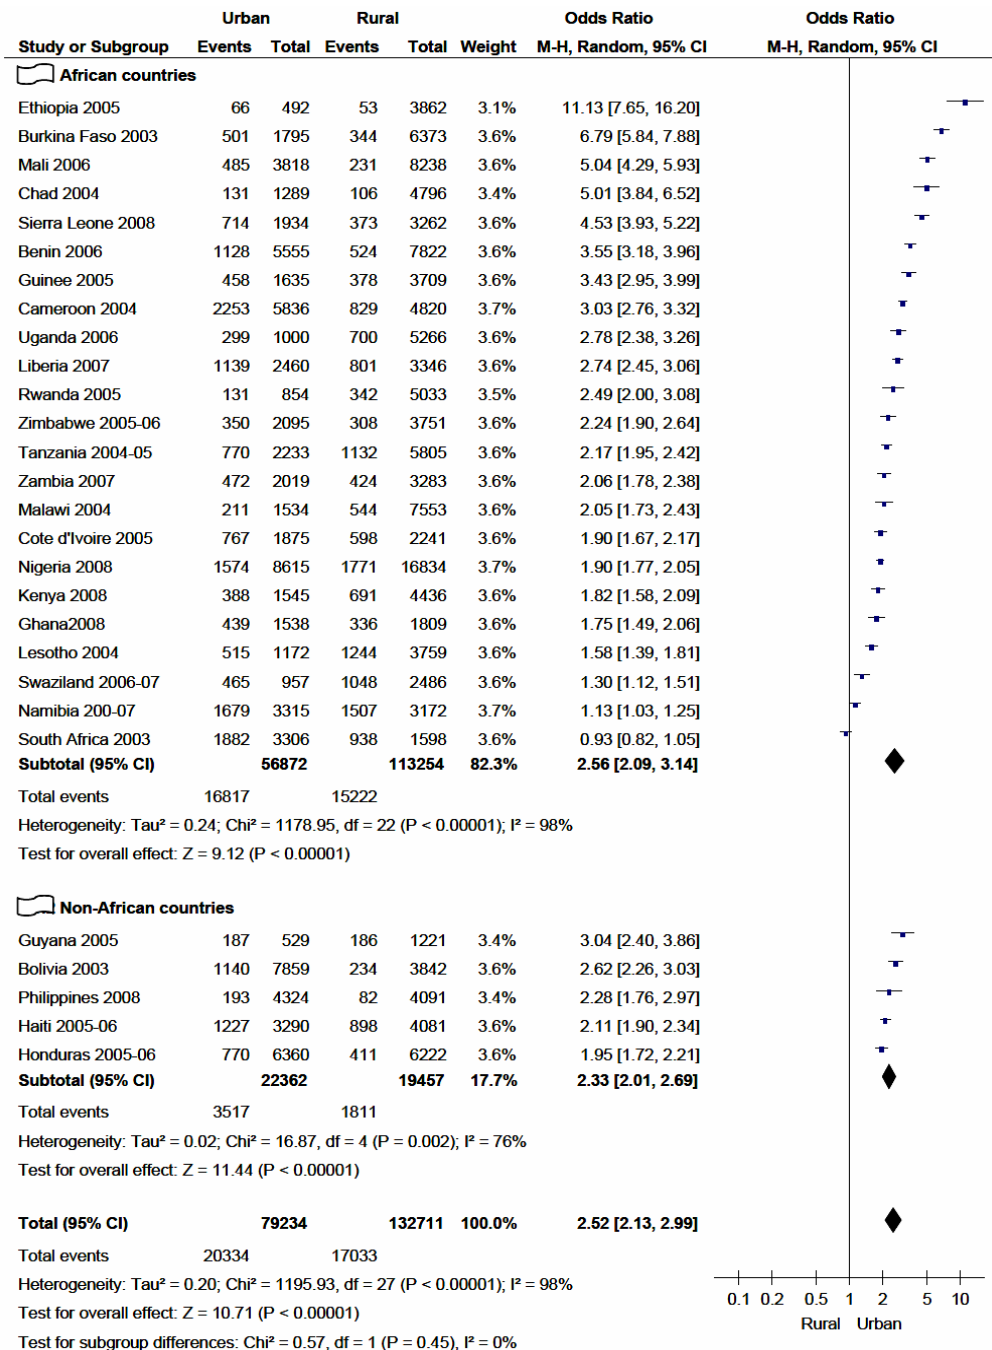 Urban Rural Odds Ratio Odds Ratio
Study or Subgroup Events Total Events Total Weight M-H, Random, 95% CI M-H, Random, 95% CI
African countries
Ethiopia 2005 66 492 53 3862 3.1% 11.13 [7.65, 16.20]
Burkina Faso 2003 501 1795 344 6373 3.6% 6.79 [5.84, 7.88]
Mali 2006 485 3818 231 8238 3.6% 5.04 [4.29, 5.93]
Chad 2004 131 1289 106 4796 3.4% 5.01 [3.84, 6.52]
Sierra Leone 2008 714 1934 373 3262 3.6% 4.53 [3.93, 5.22]
Benin 2006 1128 5555 524 7822 3.6% 3.55 [3.18, 3.96]
Guinee 2005 458 1635 378 3709 3.6% 3.43 [2.95, 3.99]
Cameroon 2004 2253 5836 829 4820 3.7% 3.03 [2.76, 3.32]
Uganda 2006 299 1000 700 5266 3.6% 2.78 [2.38, 3.26]
Liberia 2007 1139 2460 801 3346 3.6% 2.74 [2.45, 3.06]
Rwanda 2005 131 854 342 5033 3.5% 2.49 [2.00, 3.08]
Zimbabwe 2005-06 350 2095 308 3751 3.6% 2.24 [1.90, 2.64]
Tanzania 2004-05 770 2233 1132 5805 3.6% 2.17 [1.95, 2.42]
Zambia 2007 472 2019 424 3283 3.6% 2.06 [1.78, 2.38]
Malawi 2004 211 1534 544 7553 3.6% 2.05 [1.73, 2.43]
Cote d'Ivoire 2005 767 1875 598 2241 3.6% 1.90 [1.67, 2.17]
Nigeria 2008 1574 8615 1771 16834 3.7% 1.90 [1.77, 2.05]
Kenya 2008 388 1545 691 4436 3.6% 1.82 [1.58, 2.09]
Ghana2008 439 1538 336 1809 3.6% 1.75 [1.49, 2.06]
Lesotho 2004 515 1172 1244 3759 3.6% 1.58 [1.39, 1.81]
Swaziland 2006-07 465 957 1048 2486 3.6% 1.30 [1.12, 1.51]
Namibia 200-07 1679 3315 1507 3172 3.7% 1.13 [1.03, 1.25]
South Africa 2003 1882 3306 938 1598 3.6% 0.93 [0.82, 1.05]
Subtotal (95% CI) 56872 113254 82.3% 2.56 [2.09, 3.14]
Total events 16817 15222
Heterogeneity: Tau² = 0.24; Chi² = 1178.95, df = 22 (P < 0.00001); I² = 98%
Test for overall effect: Z = 9.12 (P < 0.00001)
Non-African countries
Guyana 2005 187 529 186 1221 3.4% 3.04 [2.40, 3.86]
Bolivia 2003 1140 7859 234 3842 3.6% 2.62 [2.26, 3.03]
Philippines 2008 193 4324 82 4091 3.4% 2.28 [1.76, 2.97]
Haiti 2005-06 1227 3290 898 4081 3.6% 2.11 [1.90, 2.34]
Honduras 2005-06 770 6360 411 6222 3.6% 1.95 [1.72, 2.21]
Subtotal (95% CI) 22362 19457 17.7% 2.33 [2.01, 2.69]
Total events 3517 1811
Heterogeneity: Tau² = 0.02; Chi² = 16.87, df = 4 (P = 0.002); I² = 76%
Test for overall effect: Z = 11.44 (P < 0.00001)
Total (95% CI) 79234 132711 100.0% 2.52 [2.13, 2.99]
Total events 20334 17033
Heterogeneity: Tau² = 0.20; Chi² = 1195.93, df = 27 (P < 0.00001); I² = 98%
Test for overall effect: Z = 10.71 (P < 0.00001)
Test for subgroup differences: Chi² = 0.57, df = 1 (P = 0.45), I² = 0%
0.1 0.2 0.5 1 2 5 10
Rural Urban